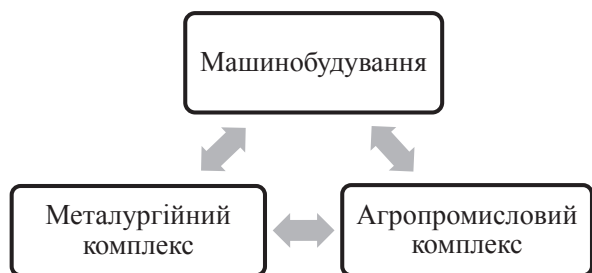 Машинобудування
Металургійний
комплекс
Агропромисловий
комплекс